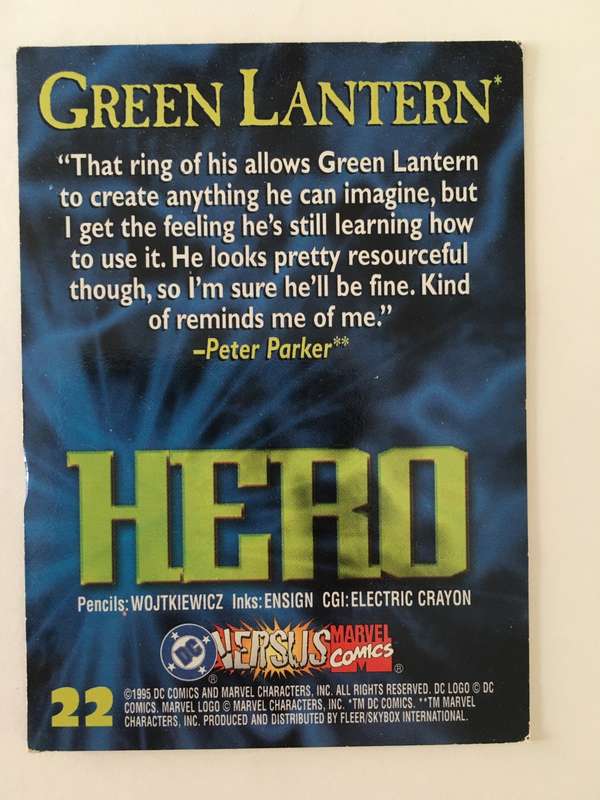 GREEN LANTERN*
“That ring of his allows Green Lantern
to create anything he can imagine, but
I get the feeling he’s still learning how
to use it. He looks pretty resourceful
though, so I’m sure he’ll be fine. Kind
of reminds me of me.”
–Peter Parker**
HERO
Pencils: WOJTKIEWICZ Inks: ENSIGN CGI: ELECTRIC CRAYON
DC ® VERSUS MARVEL COMICS ®
22
©1995 DC COMICS AND MARVEL CHARACTERS, INC. ALL RIGHTS RESERVED. DC LOGO © DC
COMICS. MARVEL LOGO © MARVEL CHARACTERS, INC. *TM DC COMICS. **TM MARVEL
CHARACTERS, INC. PRODUCED AND DISTRIBUTED BY FLEER/SKYBOX INTERNATIONAL.